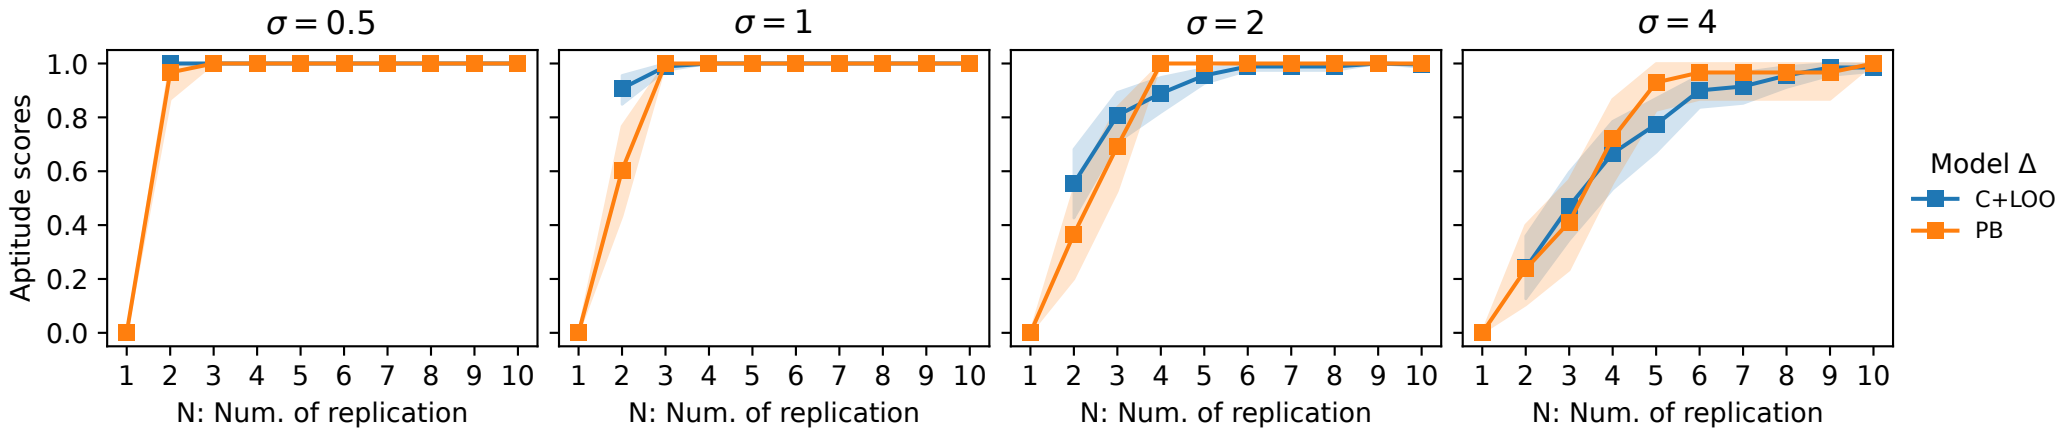 σ = 0.5
σ = 1
σ = 2
σ = 4
Aptitude scores
1.0
0.8
0.6
0.4
0.2
0.0
1 2 3 4 5 6 7 8 9 10
1 2 3 4 5 6 7 8 9 10
1 2 3 4 5 6 7 8 9 10
1 2 3 4 5 6 7 8 9 10
N: Num. of replication
N: Num. of replication
N: Num. of replication
N: Num. of replication
Model Δ
C+LOO
PB